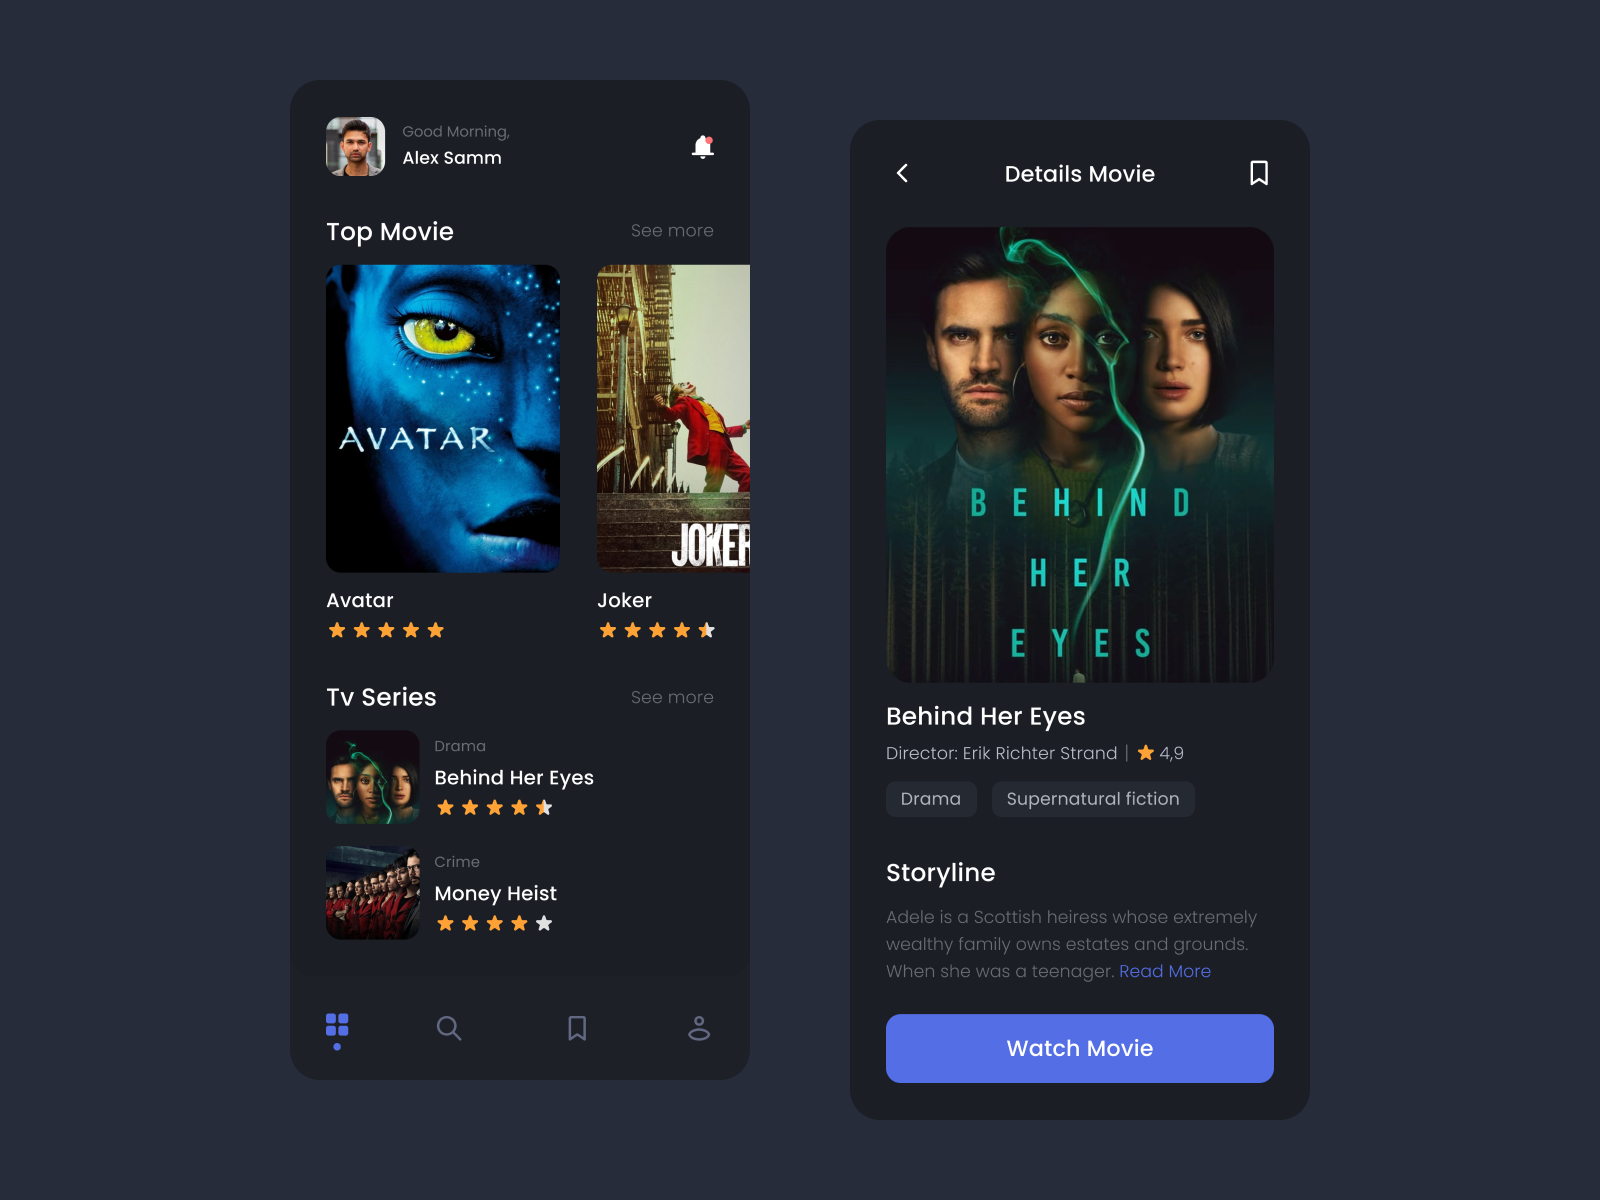 Good Morning,
Alex Samm
Top Movie
See more
AVATAR
JOKER
Avatar
Joker
Tv Series
See more
Drama
Behind Her Eyes
Crime
Money Heist
Details Movie
BEHIND
HER
EYES
Behind Her Eyes
Director: Erik Richter Strand | 4,9
Drama
Supernatural fiction
Storyline
Adele is a Scottish heiress whose extremely
wealthy family owns estates and grounds.
When she was a teenager. Read More
Watch Movie